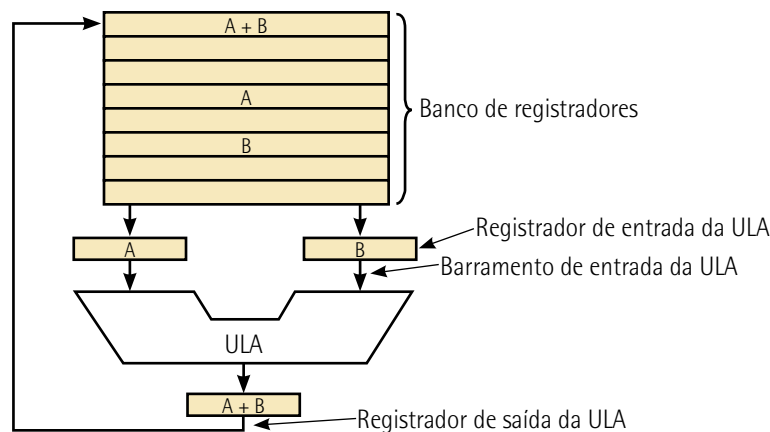 A + B
A
Banco de registradores
B
Registrador de entrada da ULA
A
B
Barramento de entrada da ULA
ULA
A + B
Registrador de saída da ULA